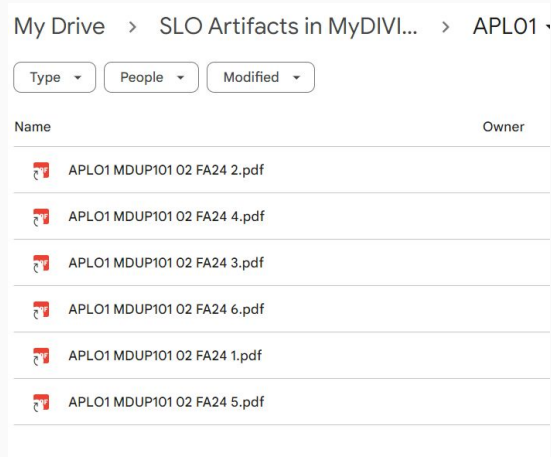 My Drive > SLO Artifacts in MyDIVI... > APL01
Type People Modified
Name Owner
APLO1 MDUP101 02 FA24 2.pdf
APLO1 MDUP101 02 FA24 4.pdf
APLO1 MDUP101 02 FA24 3.pdf
APLO1 MDUP101 02 FA24 6.pdf
APLO1 MDUP101 02 FA24 1.pdf
APLO1 MDUP101 02 FA24 5.pdf